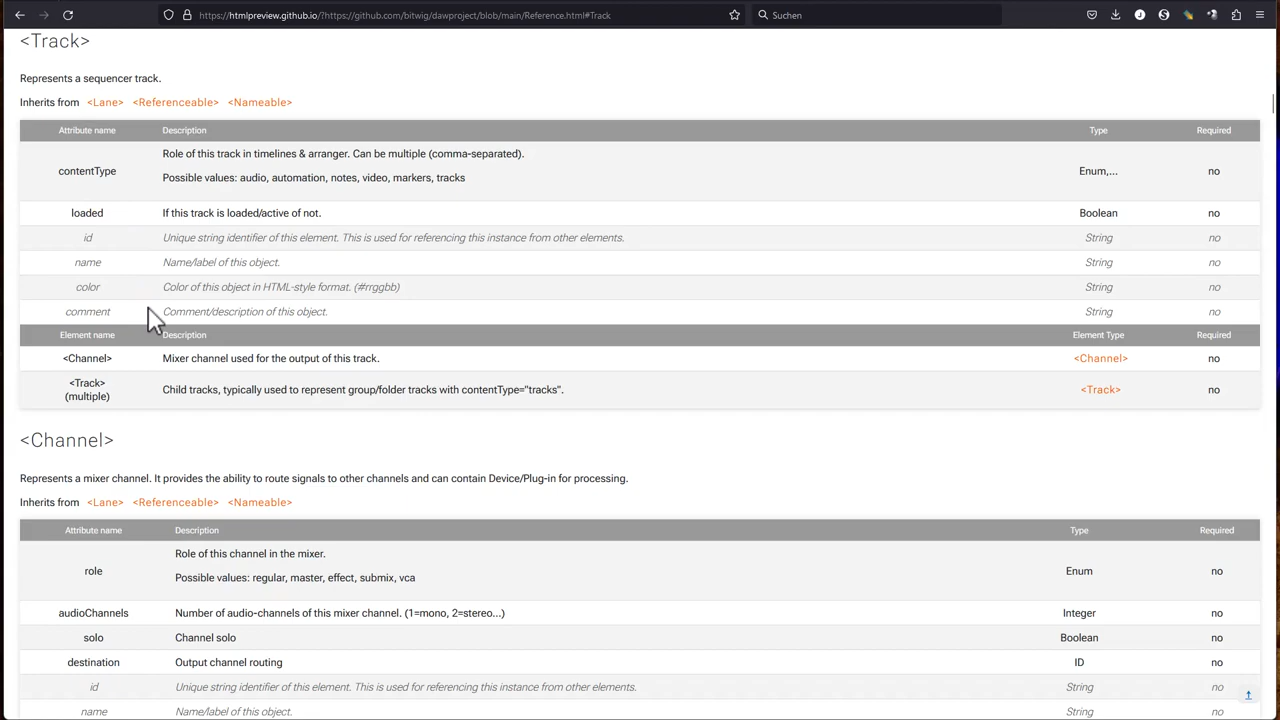 https://htmlpreview.github.io/?https://github.com/bitwig/dawproject/blob/main/Reference.html#Track
Suchen
<Track>
Represents a sequencer track.
Inherits from <Lane> <Referenceable> <Nameable>
Attribute name Description Type Required
contentType Role of this track in timelines & arranger. Can be multiple (comma-separated). Enum,... no
Possible values: audio, automation, notes, video, markers, tracks
loaded If this track is loaded/active of not. Boolean no
id Unique string identifier of this element. This is used for referencing this instance from other elements. String no
name Name/label of this object. String no
color Color of this object in HTML-style format. (#rrggbb) String no
comment Comment/description of this object. String no
Element name Description Element Type Required
<Channel> Mixer channel used for the output of this track. <Channel> no
<Track>
(multiple) Child tracks, typically used to represent group/folder tracks with contentType="tracks". <Track> no
<Channel>
Represents a mixer channel. It provides the ability to route signals to other channels and can contain Device/Plug-in for processing.
Inherits from <Lane> <Referenceable> <Nameable>
Attribute name Description Type Required
role Role of this channel in the mixer. Enum no
Possible values: regular, master, effect, submix, vca
audioChannels Number of audio-channels of this mixer channel. (1=mono, 2=stereo...) Integer no
solo Channel solo Boolean no
destination Output channel routing ID no
id Unique string identifier of this element. This is used for referencing this instance from other elements. String no
name Name/label of this object. String no